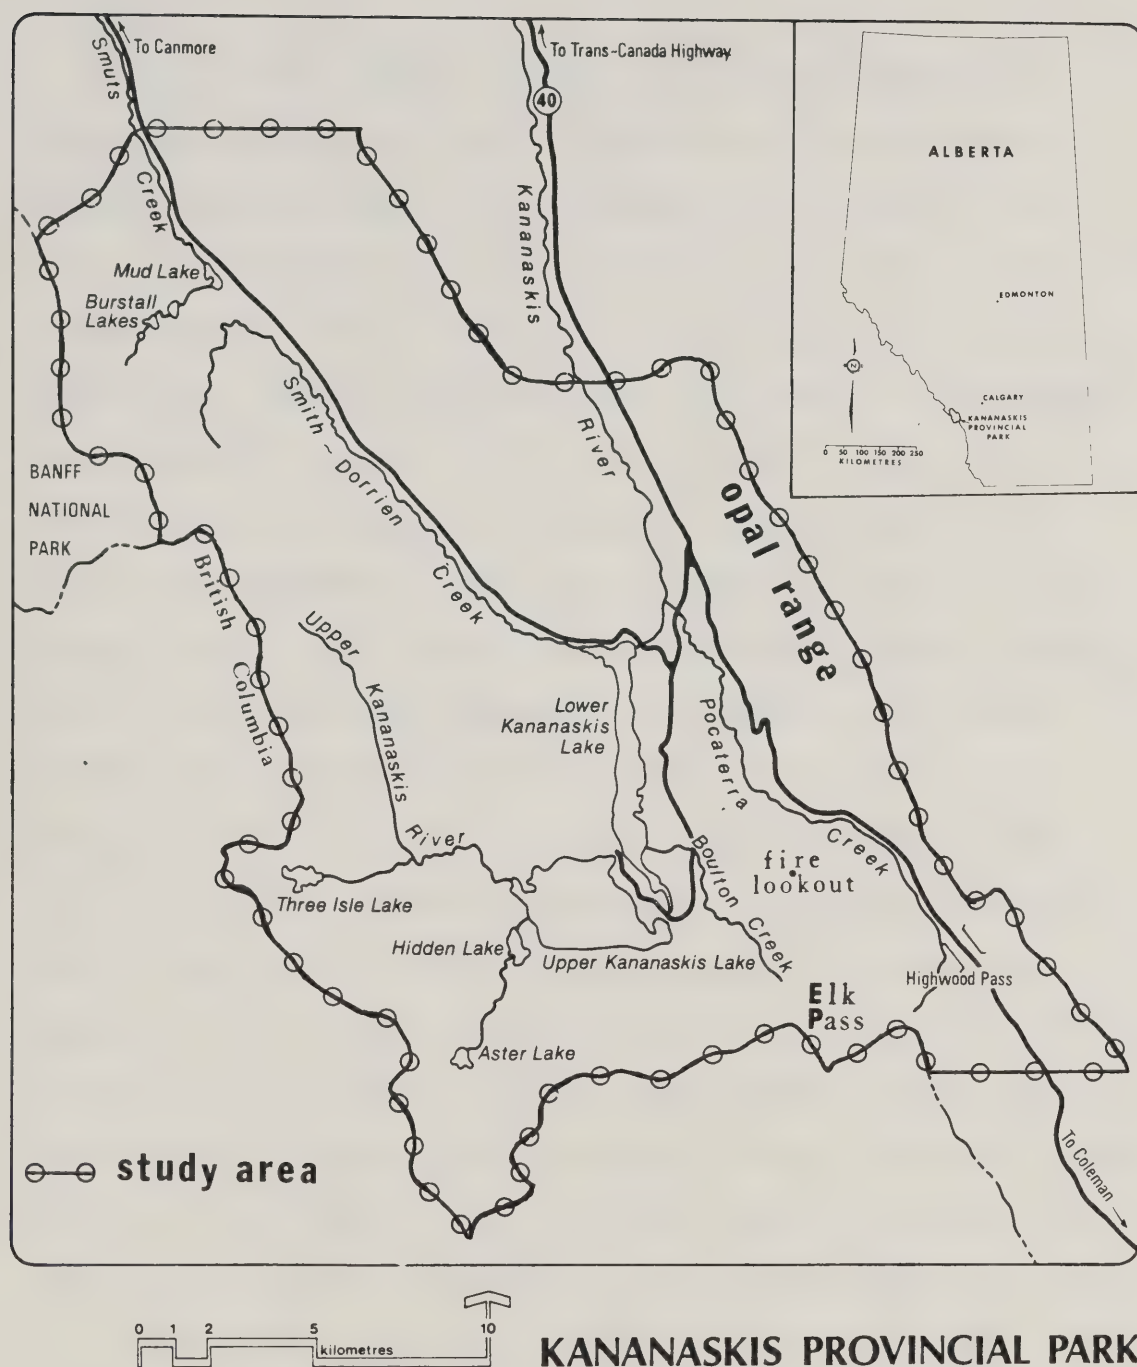 To Canmore
To Trans-Canada Highway
Smuts
Creek
40
Kananaskis
River
ALBERTA
EDMONTON
CALGARY
KANANASKIS
PROVINCIAL
PARK
N
0 50 100 150 200 250
KILOMETRES
Mud Lake
Burstall
Lakes
Smith-Dorrien
Creek
BANFF
NATIONAL
PARK
British
Columbia
opal range
Upper
Kananaskis
River
Lower
Kananaskis
Lake
Pocaterra
Creek
Boulton
Creek
fire
lookout
Three Isle Lake
Hidden Lake
Upper Kananaskis Lake
Highwood Pass
Elk
Pass
Aster Lake
To Coleman
study area
0 1 2 5 10
kilometres
KANANASKIS PROVINCIAL PARK